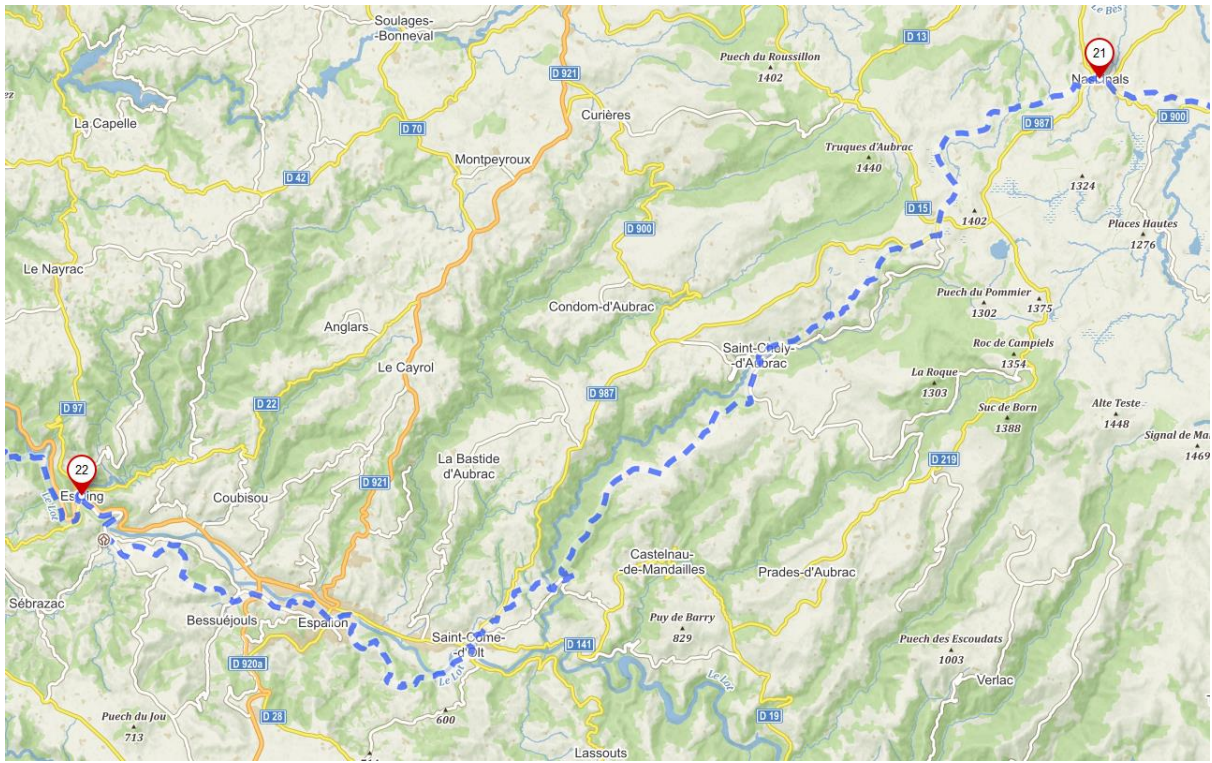 Soulages-
-Bonneval
Le Bès
D 13
21
Puech du Roussillon
1402
D 921
Curières
D 900
D 987
La Capelle
D 70
Truques d'Aubrac
1440
Montpeyroux
D 42
1324
D 15
1402
Places Hautes
1276
D 900
Le Nayrac
Condom-d'Aubrac
Puech du Pommier
1302
1375
Anglars
Roc de Campiels
1354
Le Cayrol
La Roque
1303
D 987
D 97
D 22
Suc de Born
1388
Alte Teste
1448
1469
22
La Bastide
d'Aubrac
D 219
D 921
Coubisou
Le Lot
Castelnau-
-de-Mandailles
Prades-d'Aubrac
Sébrazac
Bessuéjouls
Espalion
Puy de Barry
829
Saint-Côme-
-d'Olt
D 141
Puech des Escoudats
1003
D 920a
Le Lot
Le Lot
Verlac
Puech du Jou
713
D 28
600
D 19
Lassouts